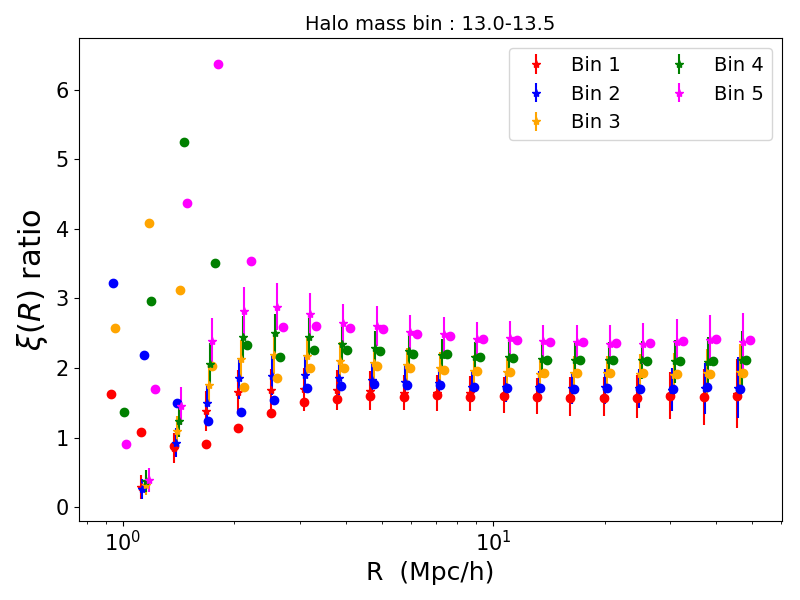 Halo mass bin : 13.0-13.5
ξ(R) ratio
6
5
4
3
2
1
0
Bin 1
Bin 2
Bin 3
Bin 4
Bin 5
10⁰
10¹
R (Mpc/h)